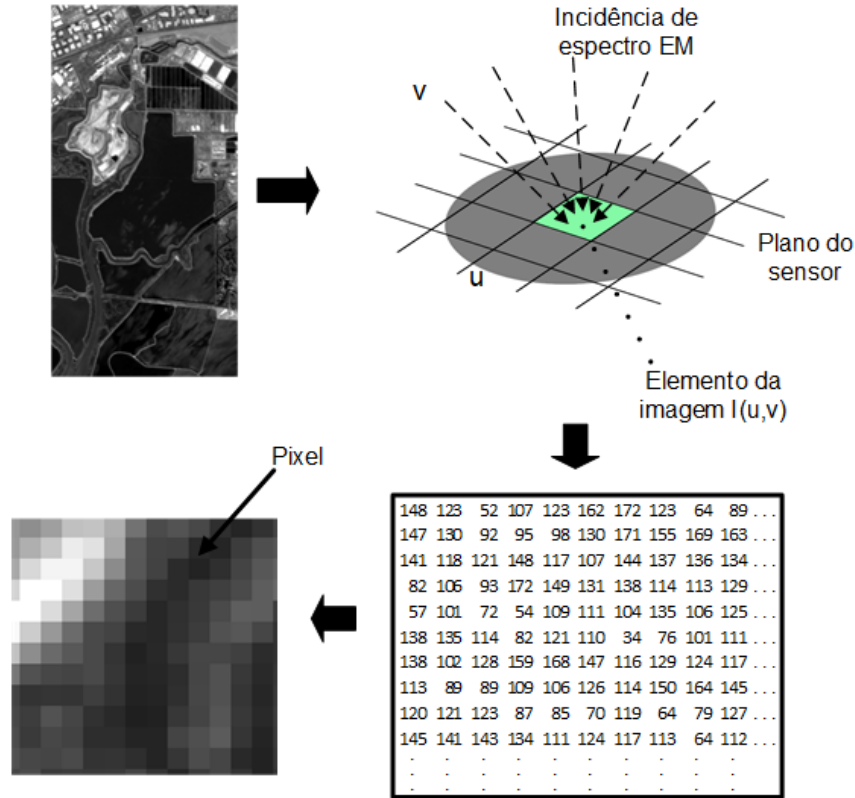 Incidência de
espectro EM
v
u
Plano do
sensor
Elemento da
imagem I(u,v)
Pixel
148 123 52 107 123 162 172 123 64 89 ...
147 130 92 95 98 130 171 155 169 163 ...
141 118 121 148 117 107 144 137 136 134 ...
82 106 93 172 149 131 138 114 113 129 ...
57 101 72 54 109 111 104 135 106 125 ...
138 135 114 82 121 110 34 76 101 111 ...
138 102 128 159 168 147 116 129 124 117 ...
113 89 89 109 106 126 114 150 164 145 ...
120 121 123 87 85 70 119 64 79 127 ...
145 141 143 134 111 124 117 113 64 112 ...
. . . . . . . . .
. . . . . . . . .
. . . . . . . . .